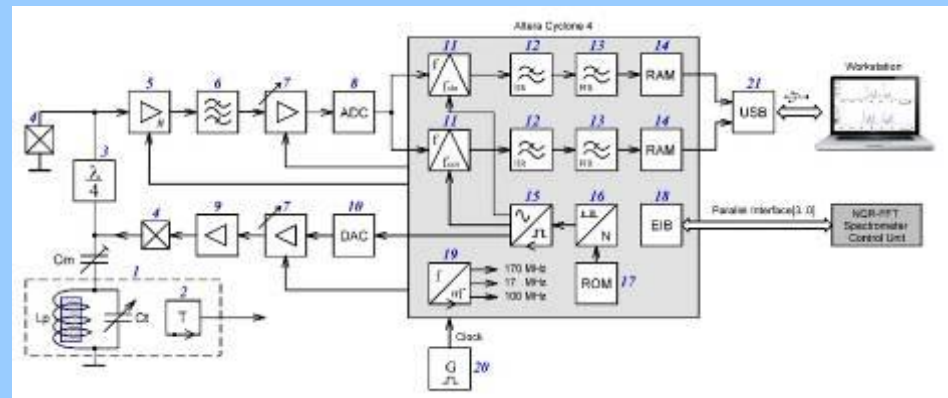 Altera Cyclone 4
11 12 13 14
5 6 7 8
RAM
21
Workstation
4
N
ADC
USB
3
λ/4
11 12 13 14
RAM
15 16 18
Parallel Interface[3..0]
4 9 7 10
DAC
N
EIB
NQR-FFT
Spectrometer
Control Unit
Cm
19
170 MHz
17 MHz
100 MHz
ROM
17
1
2
Lp
Ct
T
f
nf
Clock
G
20